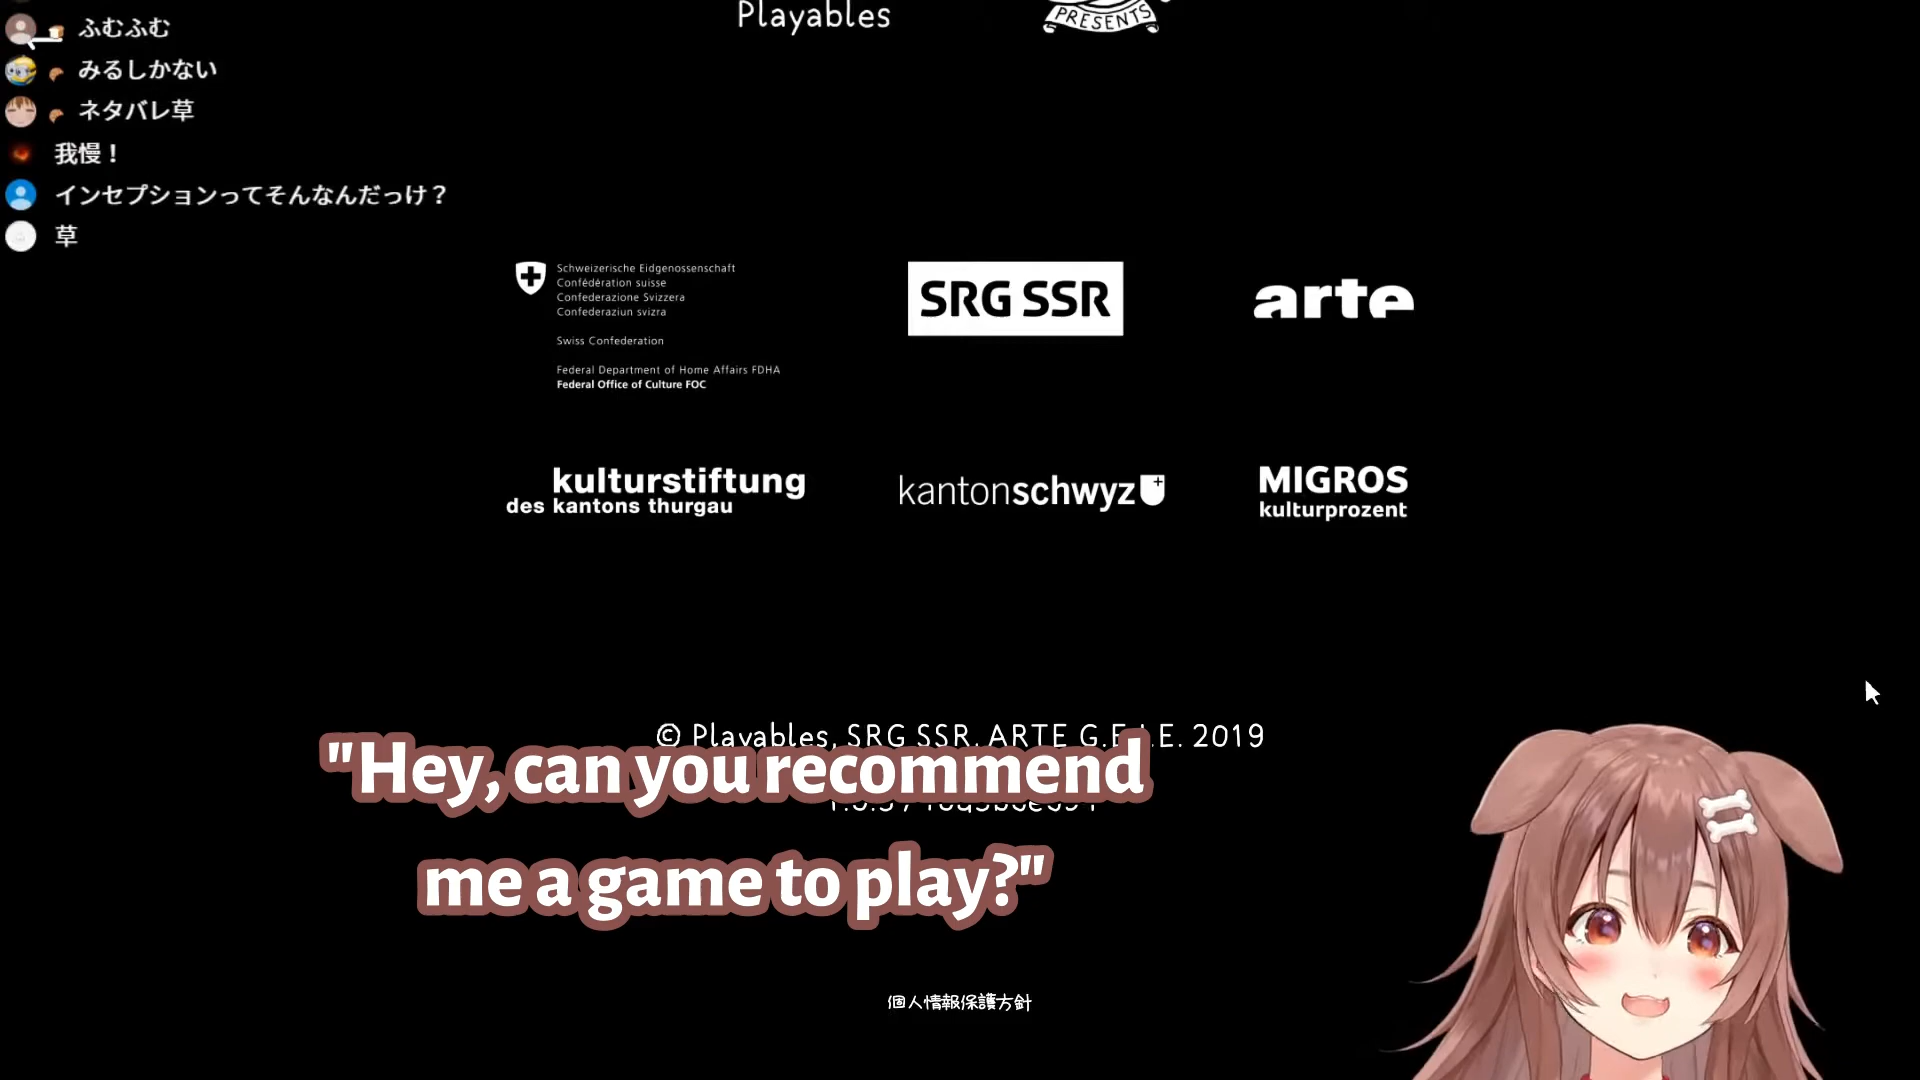 ふむふむ
みるしかない
ネタバレ草
我慢！
インセプションってそんなんだっけ？
草
Playables
PRESENTS
Schweizerische Eidgenossenschaft
Confédération suisse
Confederazione Svizzera
Confederaziun svizra
Swiss Confederation
Federal Department of Home Affairs FDHA
Federal Office of Culture FOC
SRG SSR
arte
kulturstiftung
des kantons thurgau
kantonschwyz
MIGROS
kulturprozent
© Playables, SRG SSR, ARTE G.E.I.E. 2019
"Hey, can you recommend
me a game to play?"
個人情報保護方針